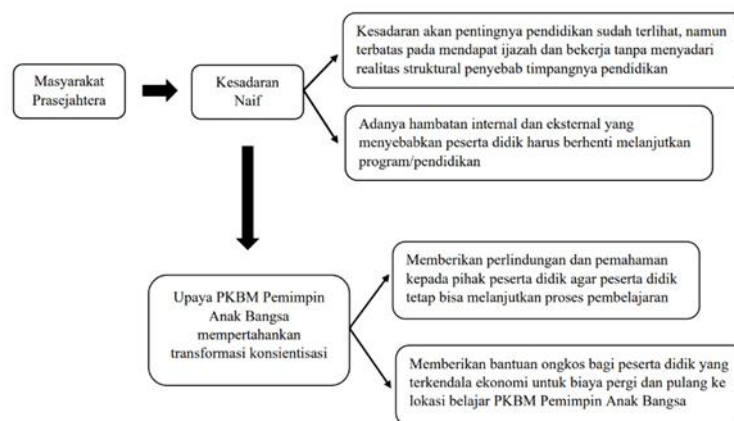 Masyarakat
Prasejahtera
Kesadaran
Naif
Kesadaran akan pentingnya pendidikan sudah terlihat, namun
terbatas pada mendapat ijazah dan bekerja tanpa menyadari
realitas struktural penyebab timpangnya pendidikan
Adanya hambatan internal dan eksternal yang
menyebabkan peserta didik harus berhenti melanjutkan
program/pendidikan
Upaya PKBM Pemimpin
Anak Bangsa
mempertahankan
transformasi konsientisasi
Memberikan perlindungan dan pemahaman
kepada pihak peserta didik agar peserta didik
tetap bisa melanjutkan proses pembelajaran
Memberikan bantuan ongkos bagi peserta didik yang
terkendala ekonomi untuk biaya pergi dan pulang ke
lokasi belajar PKBM Pemimpin Anak Bangsa